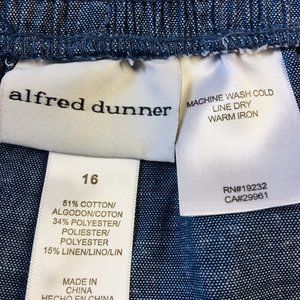 alfred dunner
MACHINE WASH COLD
LINE DRY
WARM IRON
RN#19232
CA#29961
16
51% COTTON/
ALGODON/COTON
34% POLYESTER/
POLIESTER/POLYESTER
15% LINEN/LINO/LIN
MADE IN
CHINA
HECHO EN CHINA